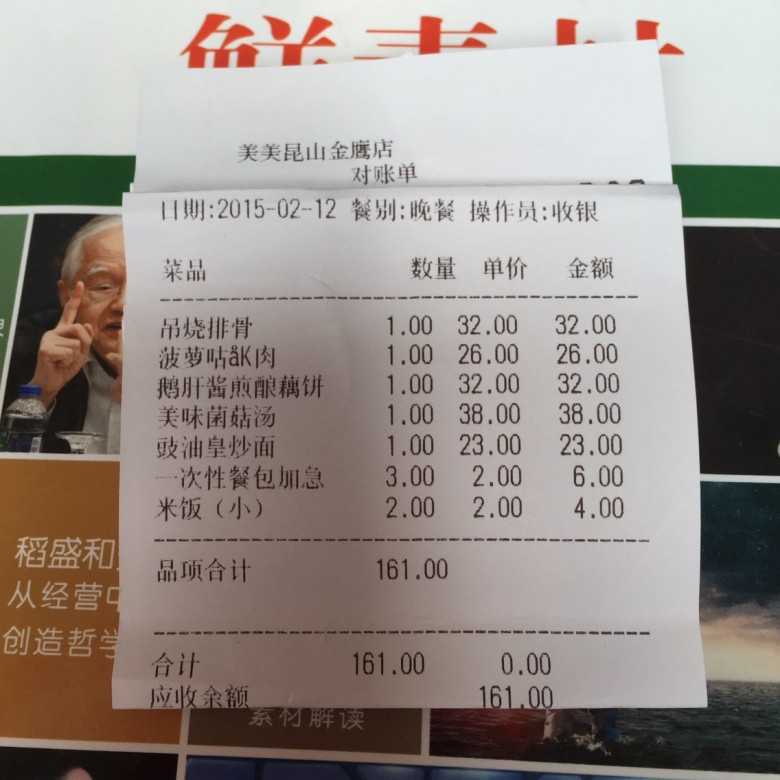 美美昆山金鹰店
对账单
日期:2015-02-12 餐别:晚餐 操作员:收银
菜品 数量 单价 金额
吊烧排骨 1.00 32.00 32.00
菠萝咕åK肉 1.00 26.00 26.00
鹅肝酱煎酿藕饼 1.00 32.00 32.00
美味菌菇汤 1.00 38.00 38.00
豉油皇炒面 1.00 23.00 23.00
一次性餐包加急 3.00 2.00 6.00
米饭（小） 2.00 2.00 4.00
品项合计 161.00
合计 161.00 0.00
应收余额 161.00
稻盛和
从经营
创造哲学
素材解读